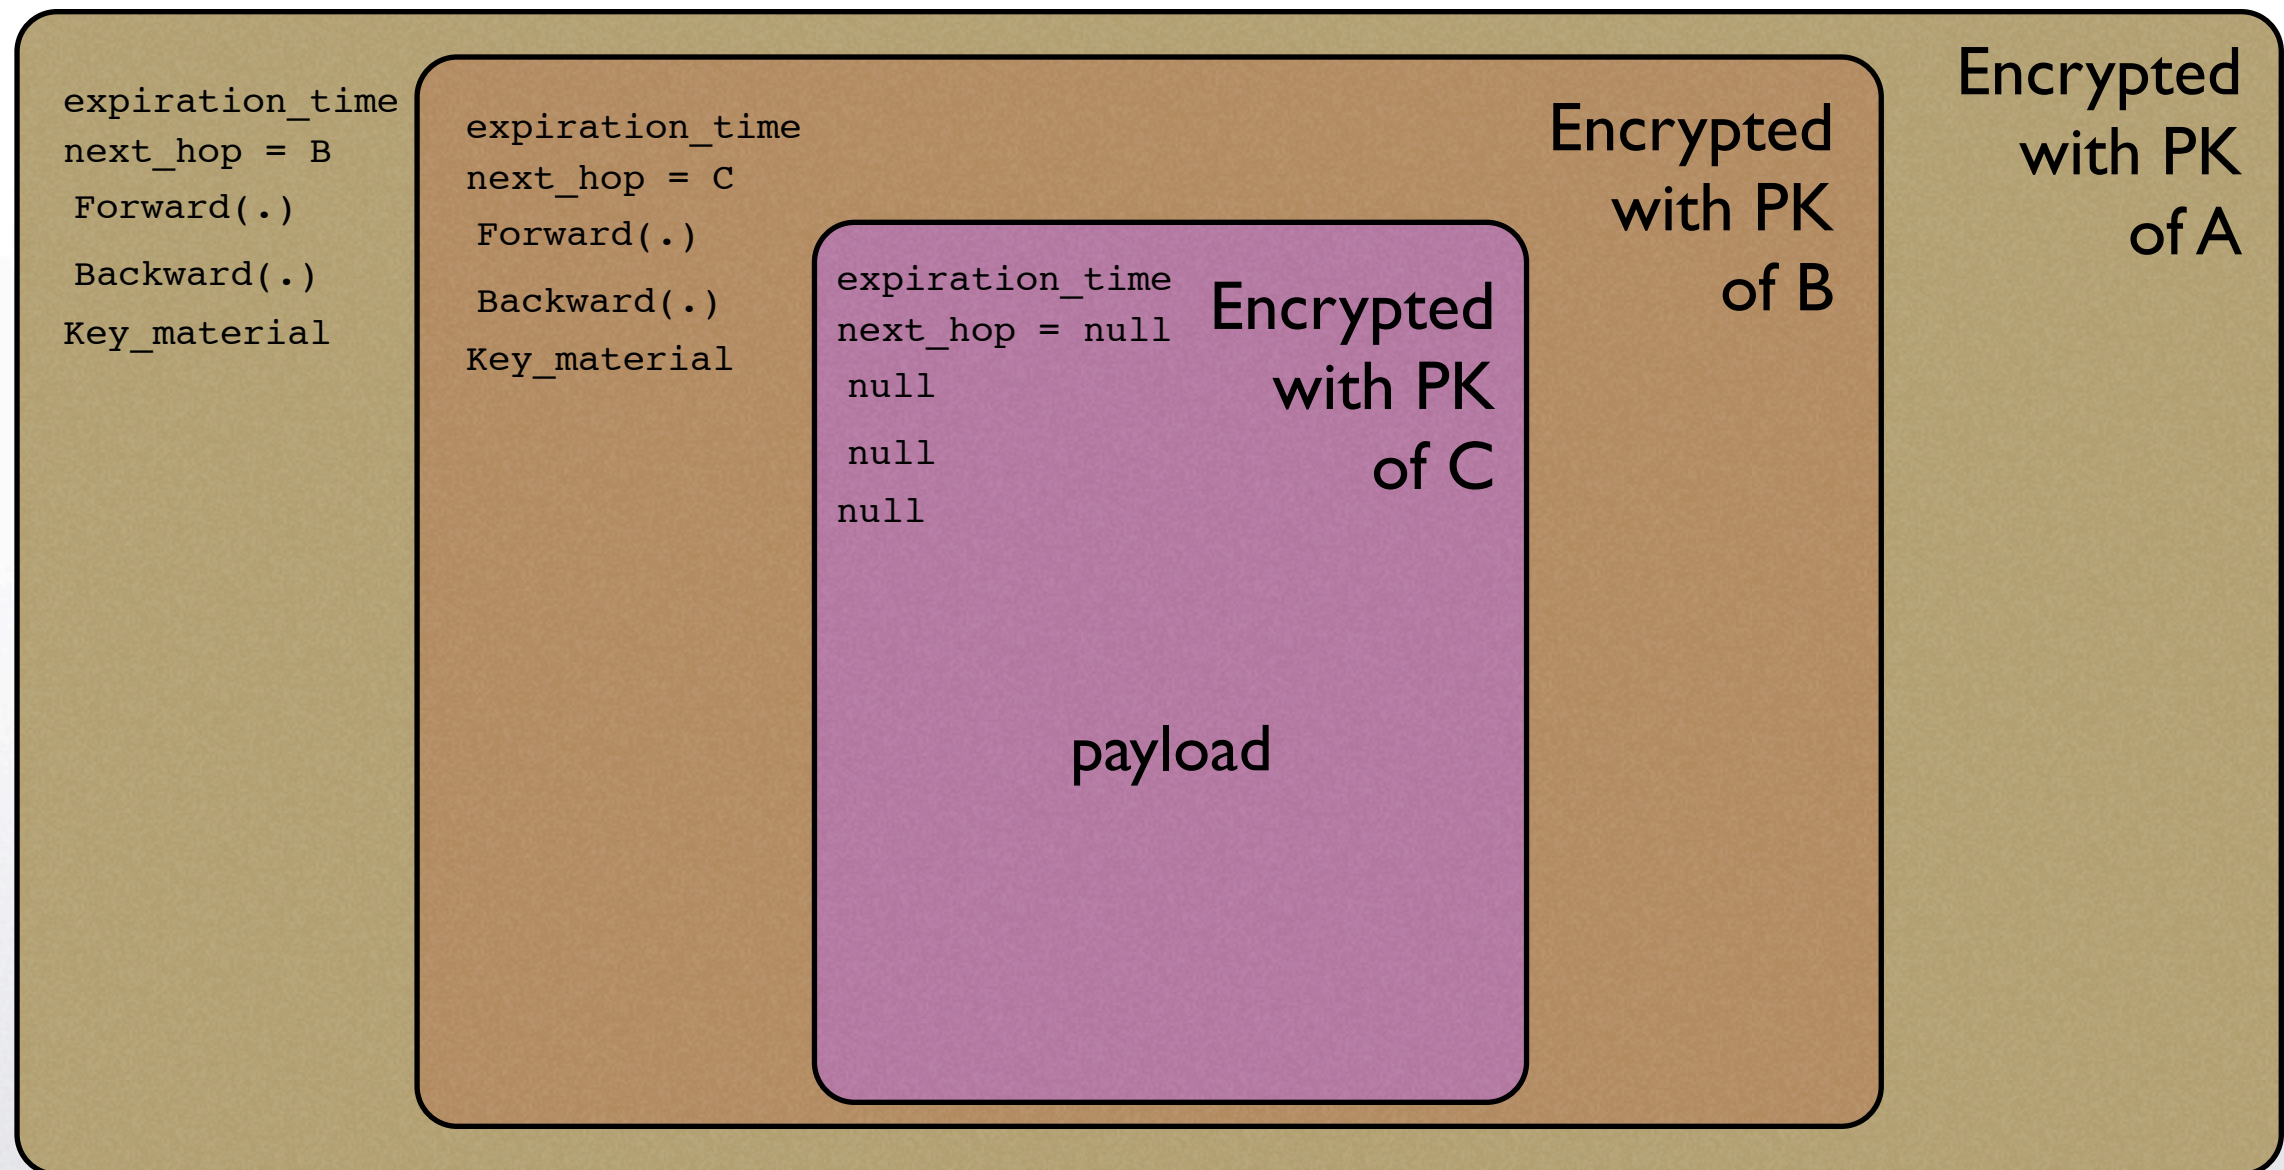 expiration_time
next_hop = B
Forward(.)
Backward(.)
Key_material
Encrypted
with PK
of A
expiration_time
next_hop = C
Forward(.)
Backward(.)
Key_material
Encrypted
with PK
of B
expiration_time
next_hop = null
null
null
null
Encrypted
with PK
of C
payload